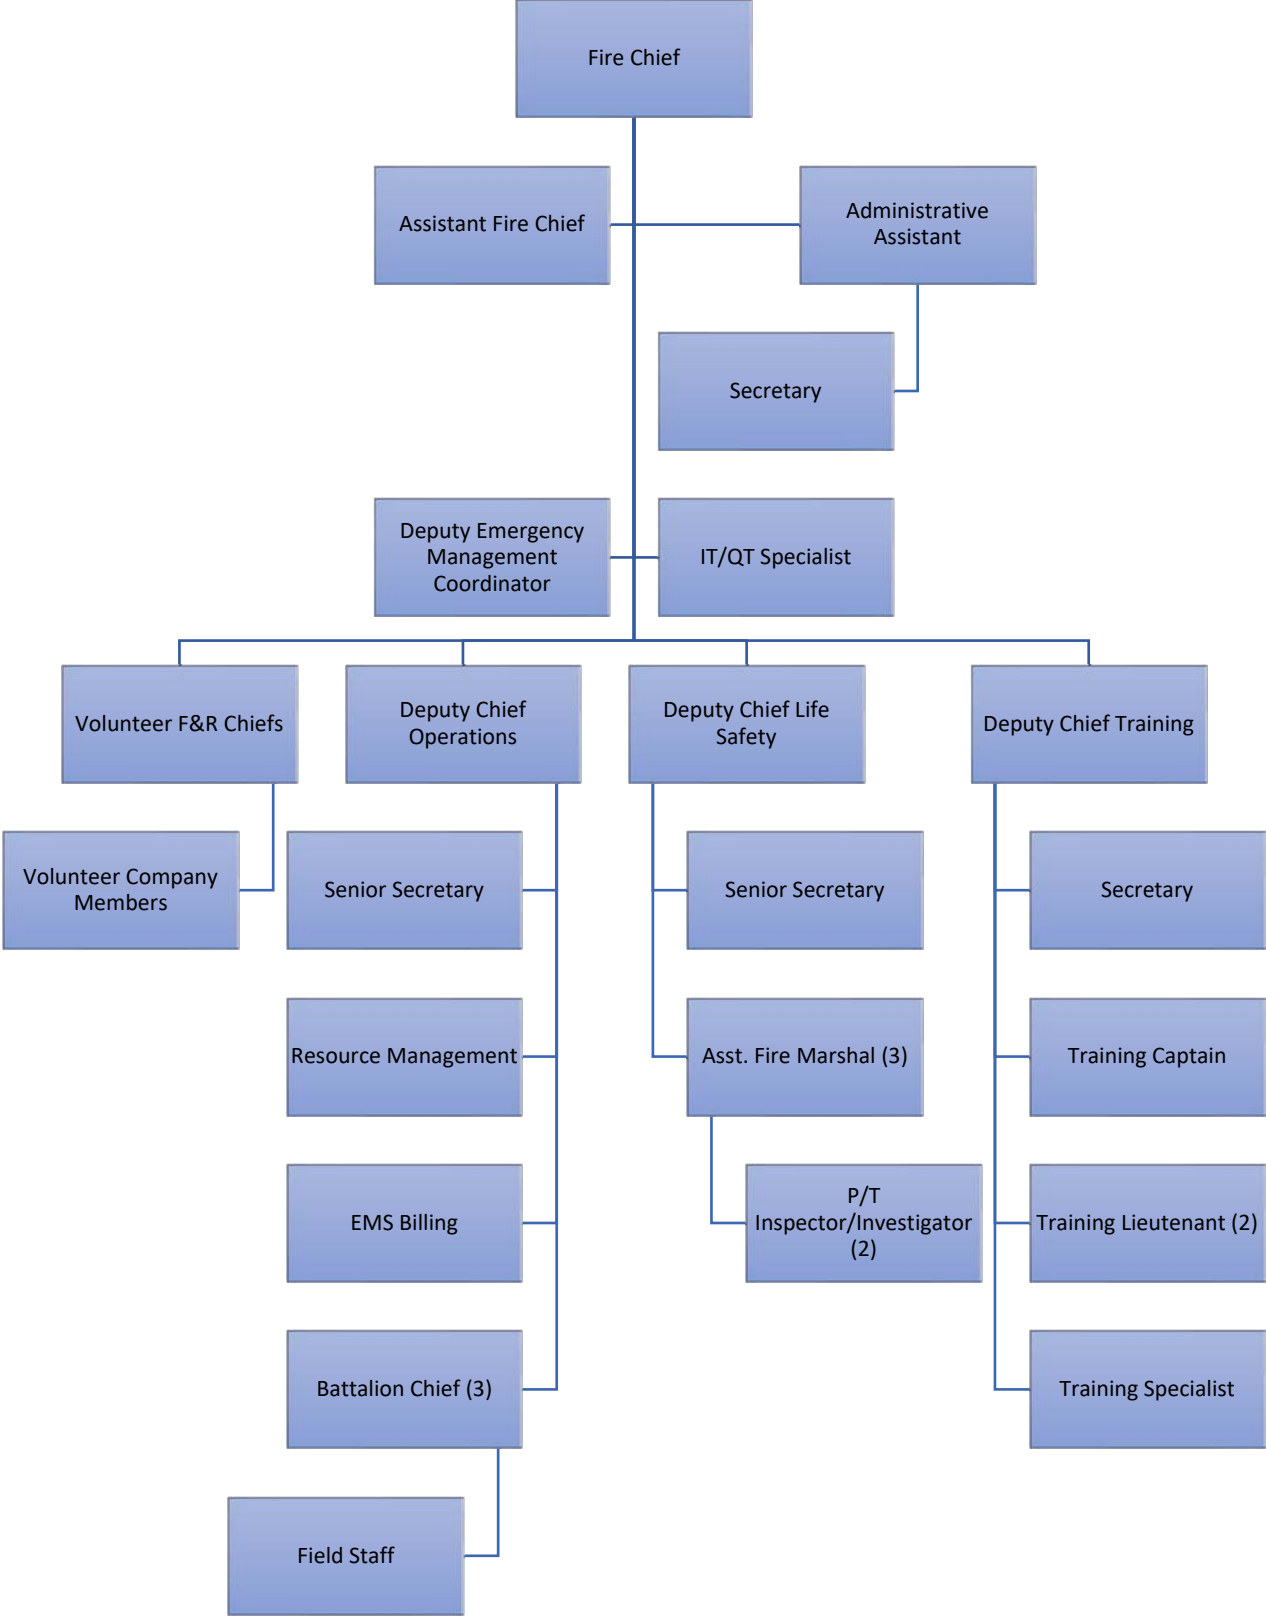 Fire Chief
Assistant Fire Chief
Administrative
Assistant
Secretary
Deputy Emergency
Management
Coordinator
IT/QT Specialist
Volunteer F&R Chiefs
Deputy Chief
Operations
Deputy Chief Life
Safety
Deputy Chief Training
Volunteer Company
Members
Senior Secretary
Senior Secretary
Secretary
Resource Management
Asst. Fire Marshal (3)
Training Captain
EMS Billing
P/T
Inspector/Investigator
(2)
Training Lieutenant (2)
Battalion Chief (3)
Training Specialist
Field Staff